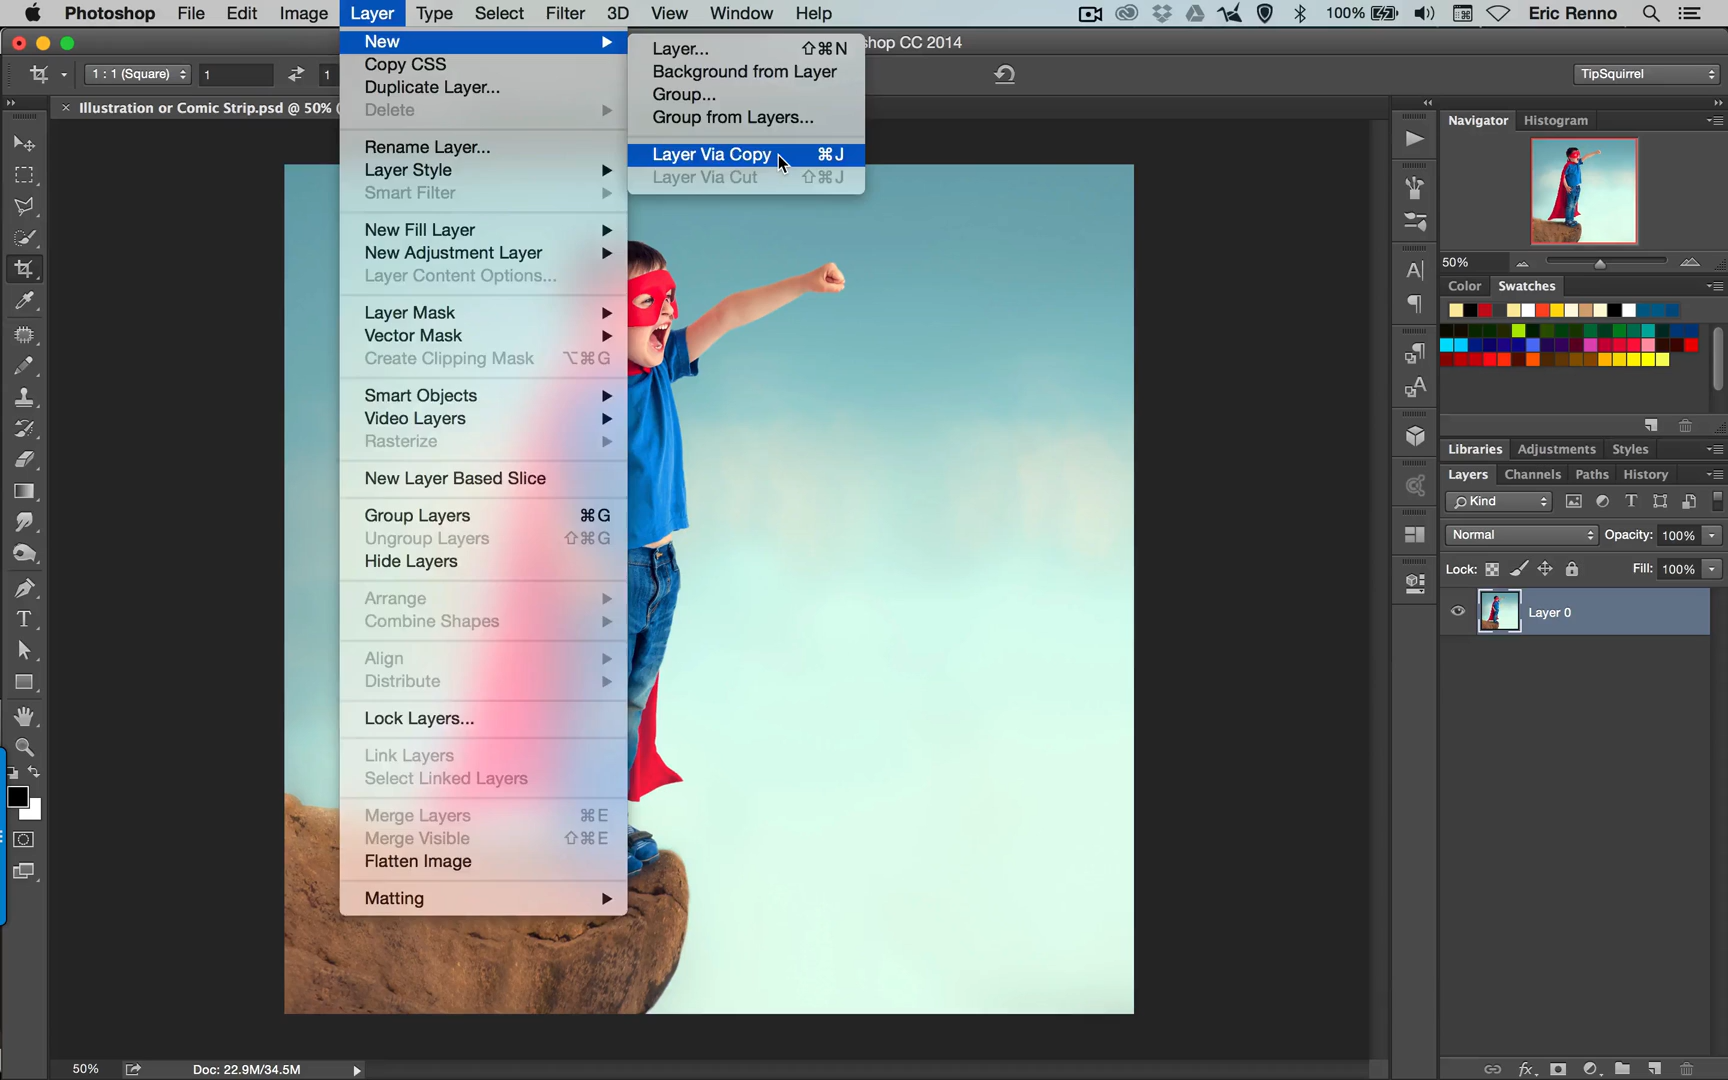 Photoshop File Edit Image Layer Type Select Filter 3D View Window Help 100% Eric Renno
shop CC 2014
1 : 1 (Square) 1 1 TipSquirrel
× Illustration or Comic Strip.psd @ 50% (
New
Copy CSS
Duplicate Layer...
Delete
Rename Layer...
Layer Style
Smart Filter
New Fill Layer
New Adjustment Layer
Layer Content Options...
Layer Mask
Vector Mask
Create Clipping Mask ⌥⌘G
Smart Objects
Video Layers
Rasterize
New Layer Based Slice
Group Layers ⌘G
Ungroup Layers ⇧⌘G
Hide Layers
Arrange
Combine Shapes
Align
Distribute
Lock Layers...
Link Layers
Select Linked Layers
Merge Layers ⌘E
Merge Visible ⇧⌘E
Flatten Image
Matting
Layer... ⇧⌘N
Background from Layer
Group...
Group from Layers...
Layer Via Copy ⌘J
Layer Via Cut ⇧⌘J
Navigator Histogram
50%
Color Swatches
Libraries Adjustments Styles
Layers Channels Paths History
Kind
Normal Opacity: 100%
Lock: Fill: 100%
Layer 0
50% Doc: 22.9M/34.5M